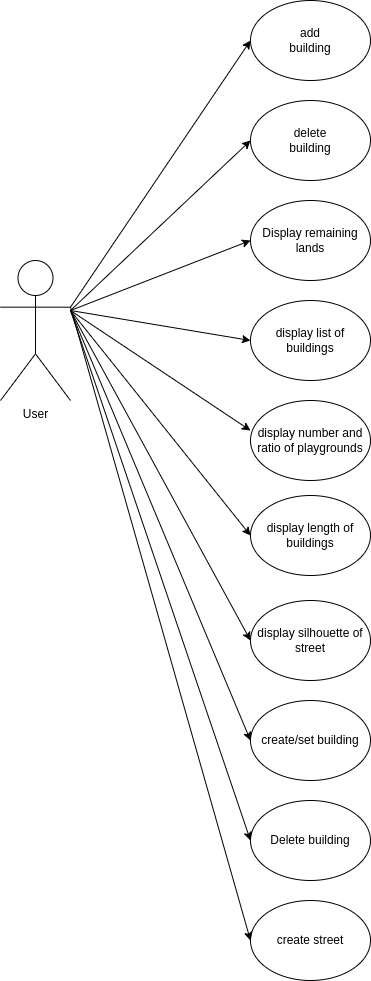 add
building
delete
building
Display remaining
lands
display list of
buildings
User
display number and
ratio of playgrounds
display length of
buildings
display silhouette of
street
create/set building
Delete building
create street